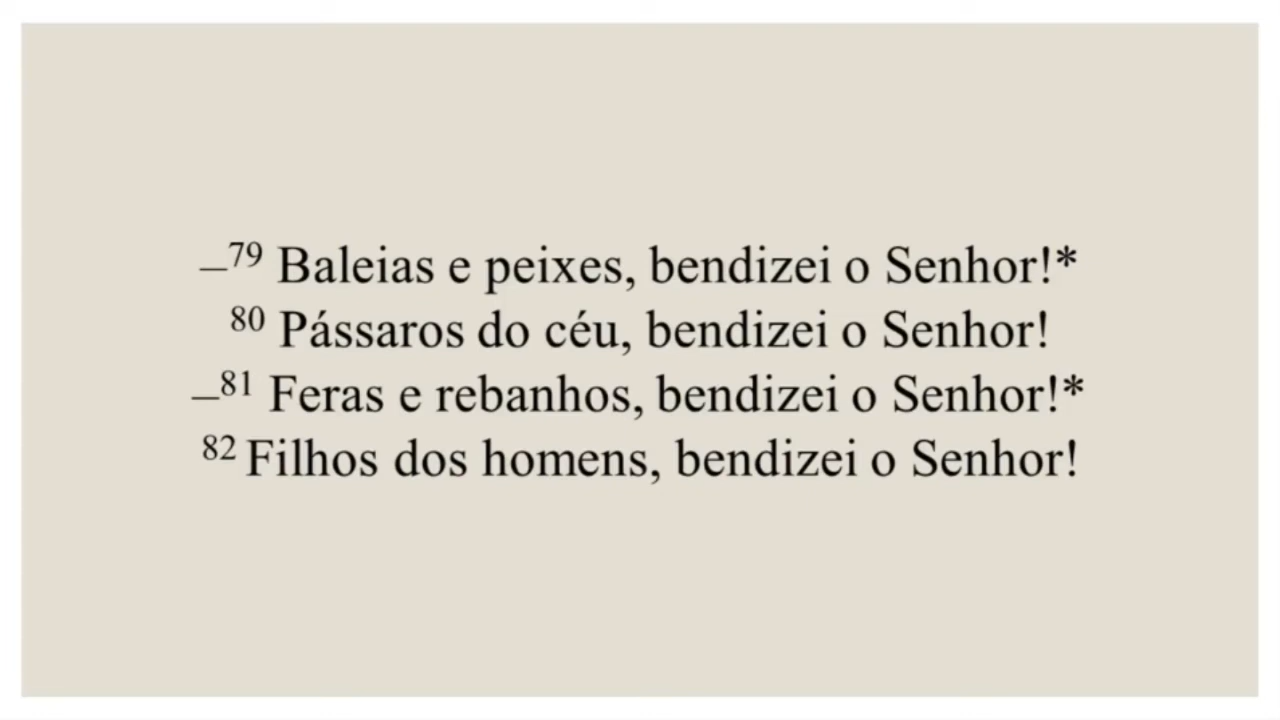 –79 Baleias e peixes, bendizei o Senhor!*
80 Pássaros do céu, bendizei o Senhor!
–81 Feras e rebanhos, bendizei o Senhor!*
82 Filhos dos homens, bendizei o Senhor!